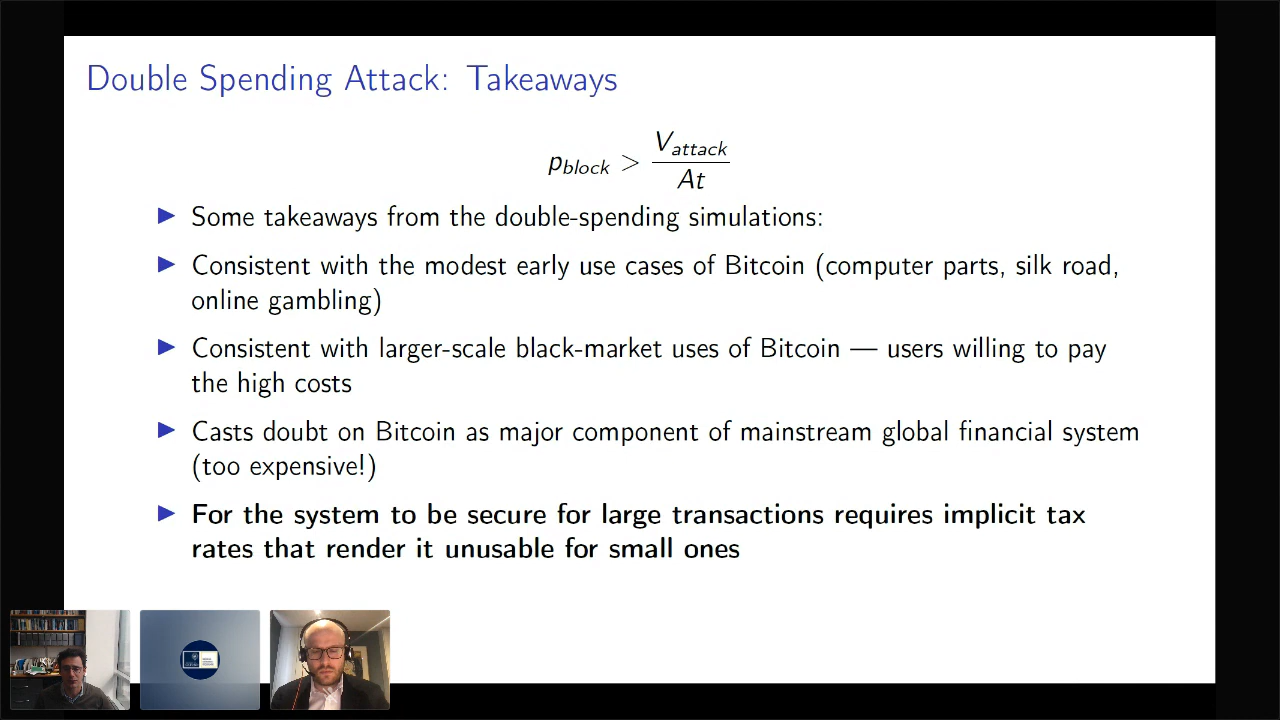 Double Spending Attack: Takeaways
p_block > V_attack / At
▶ Some takeaways from the double-spending simulations:
▶ Consistent with the modest early use cases of Bitcoin (computer parts, silk road,
online gambling)
▶ Consistent with larger-scale black-market uses of Bitcoin — users willing to pay
the high costs
▶ Casts doubt on Bitcoin as major component of mainstream global financial system
(too expensive!)
▶ For the system to be secure for large transactions requires implicit tax
rates that render it unusable for small ones